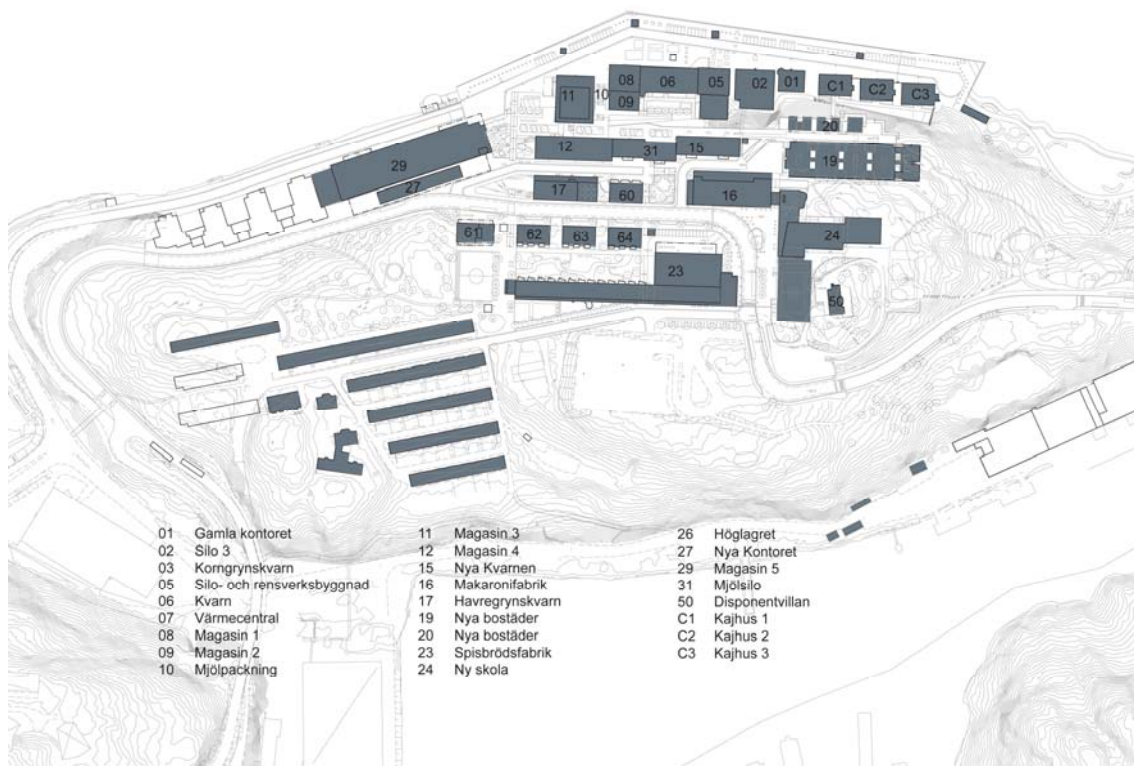 08
06
05
02
01
C1
C2
C3
11
10
09
20
12
31
15
19
29
27
17
60
16
61
62
63
64
24
23
50
01 Gamla kontoret
02 Silo 3
03 Korngrynskvarn
05 Silo- och rensverksbyggnad
06 Kvarn
07 Värmecentral
08 Magasin 1
09 Magasin 2
10 Mjölpackning
11 Magasin 3
12 Magasin 4
15 Nya Kvarnen
16 Makaronifabrik
17 Havregrynskvarn
19 Nya bostäder
20 Nya bostäder
23 Spisbrödsfabrik
24 Ny skola
26 Höglagret
27 Nya Kontoret
29 Magasin 5
31 Mjölsilo
50 Disponentvillan
C1 Kajhus 1
C2 Kajhus 2
C3 Kajhus 3